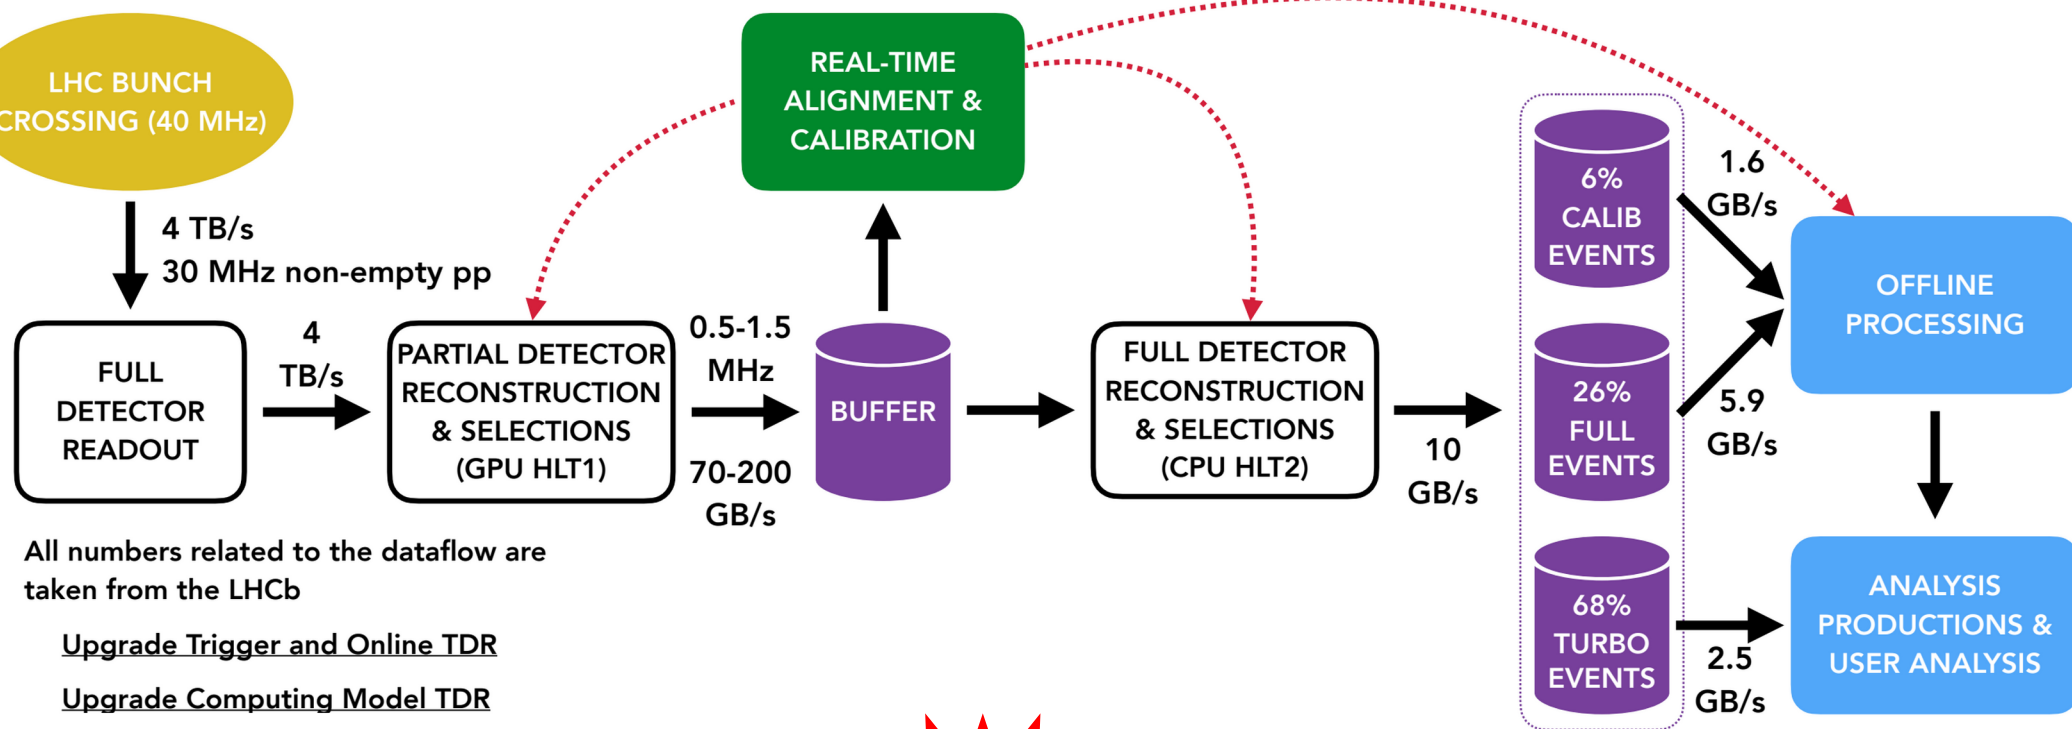 LHC BUNCH
CROSSING (40 MHz)
4 TB/s
30 MHz non-empty pp
FULL
DETECTOR
READOUT
4
TB/s
PARTIAL DETECTOR
RECONSTRUCTION
& SELECTIONS
(GPU HLT1)
0.5-1.5
MHz
70-200
GB/s
REAL-TIME
ALIGNMENT &
CALIBRATION
BUFFER
FULL DETECTOR
RECONSTRUCTION
& SELECTIONS
(CPU HLT2)
10
GB/s
6%
CALIB
EVENTS
1.6
GB/s
26%
FULL
EVENTS
5.9
GB/s
68%
TURBO
EVENTS
2.5
GB/s
OFFLINE
PROCESSING
ANALYSIS
PRODUCTIONS &
USER ANALYSIS
All numbers related to the dataflow are
taken from the LHCb
Upgrade Trigger and Online TDR
Upgrade Computing Model TDR